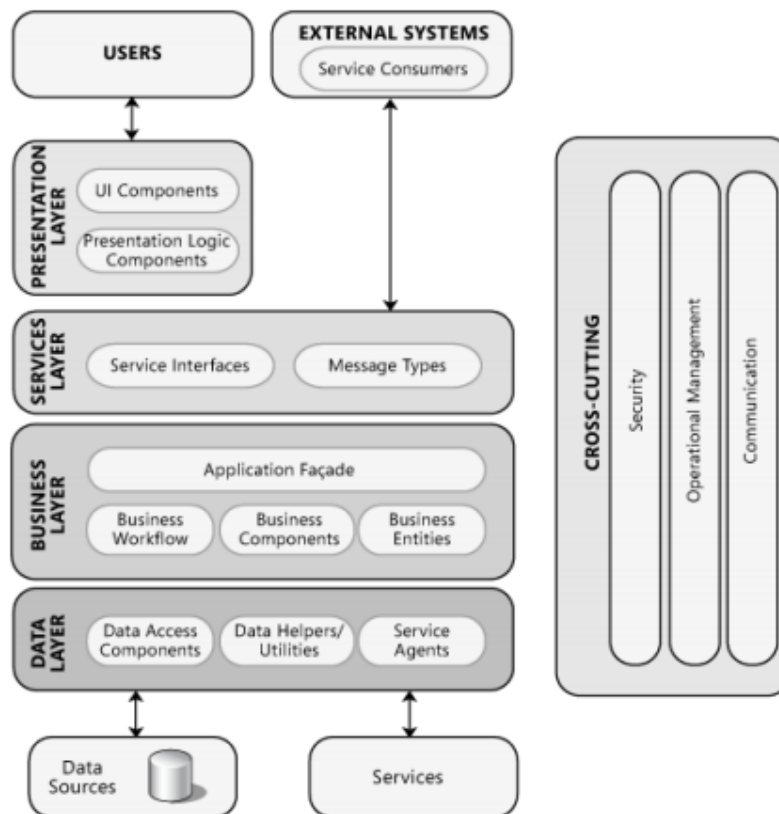 USERS
EXTERNAL SYSTEMS
Service Consumers
PRESENTATION
LAYER
UI Components
Presentation Logic
Components
SERVICES
LAYER
Service Interfaces
Message Types
BUSINESS
LAYER
Application Façade
Business
Workflow
Business
Components
Business
Entities
DATA
LAYER
Data Access
Components
Data Helpers/
Utilities
Service
Agents
Data
Sources
Services
CROSS-CUTTING
Security
Operational Management
Communication